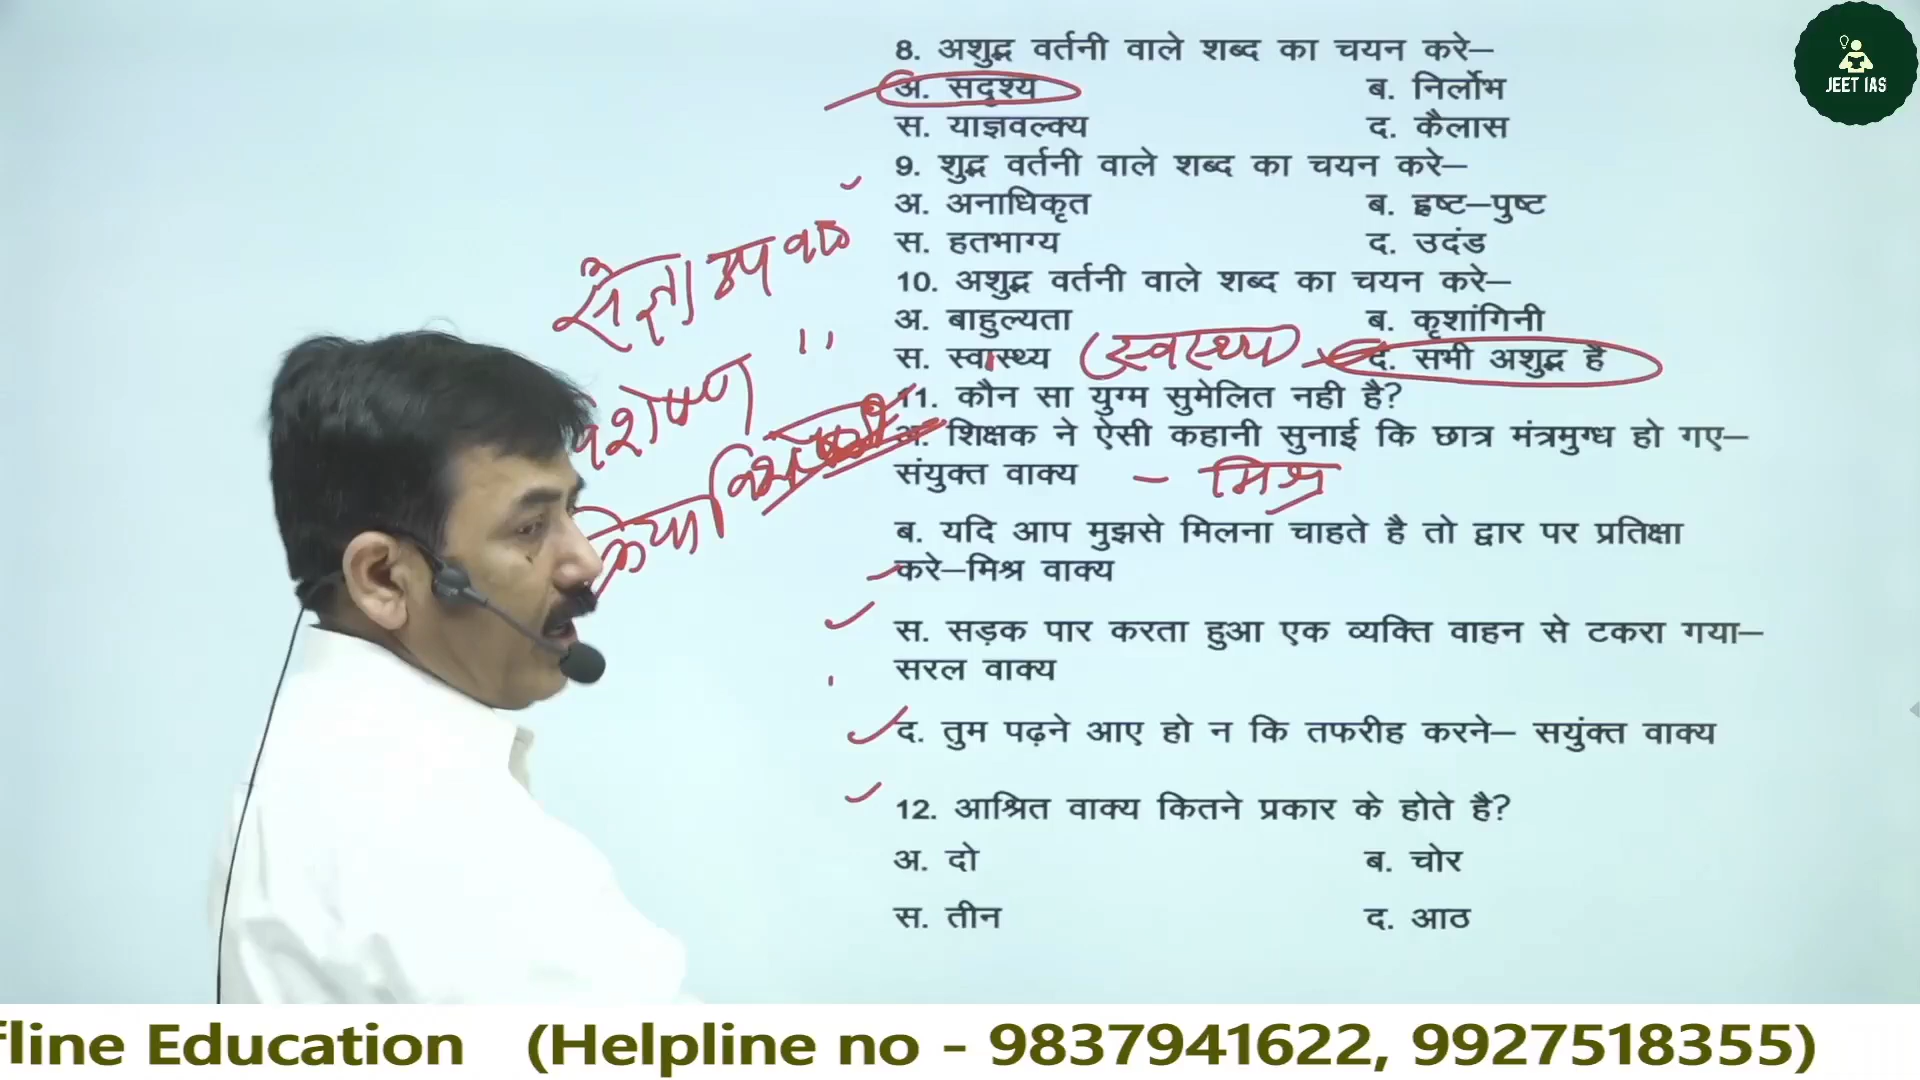 8. अशुद्ध वर्तनी वाले शब्द का चयन करे–
अ. सदृश्य ब. निर्लोभ
स. याज्ञवल्क्य द. कैलास
9. शुद्ध वर्तनी वाले शब्द का चयन करे–
अ. अनाधिकृत ब. ह्रष्ट–पुष्ट
स. हतभाग्य द. उदंड
10. अशुद्ध वर्तनी वाले शब्द का चयन करे–
अ. बाहुल्यता ब. कृशांगिनी
स. स्वास्थ्य (स्वस्थ्य द. सभी अशुद्ध है
11. कौन सा युग्म सुमेलित नही है?
अ. शिक्षक ने ऐसी कहानी सुनाई कि छात्र मंत्रमुग्ध हो गए–
संयुक्त वाक्य – मिश्र
ब. यदि आप मुझसे मिलना चाहते है तो द्वार पर प्रतिक्षा
करे–मिश्र वाक्य
स. सड़क पार करता हुआ एक व्यक्ति वाहन से टकरा गया–
सरल वाक्य
द. तुम पढ़ने आए हो न कि तफरीह करने– सयुंक्त वाक्य
12. आश्रित वाक्य कितने प्रकार के होते है?
अ. दो ब. चोर
स. तीन द. आठ
संज्ञा उप
क्रिया
JEET IAS
fline Education (Helpline no - 9837941622, 9927518355)